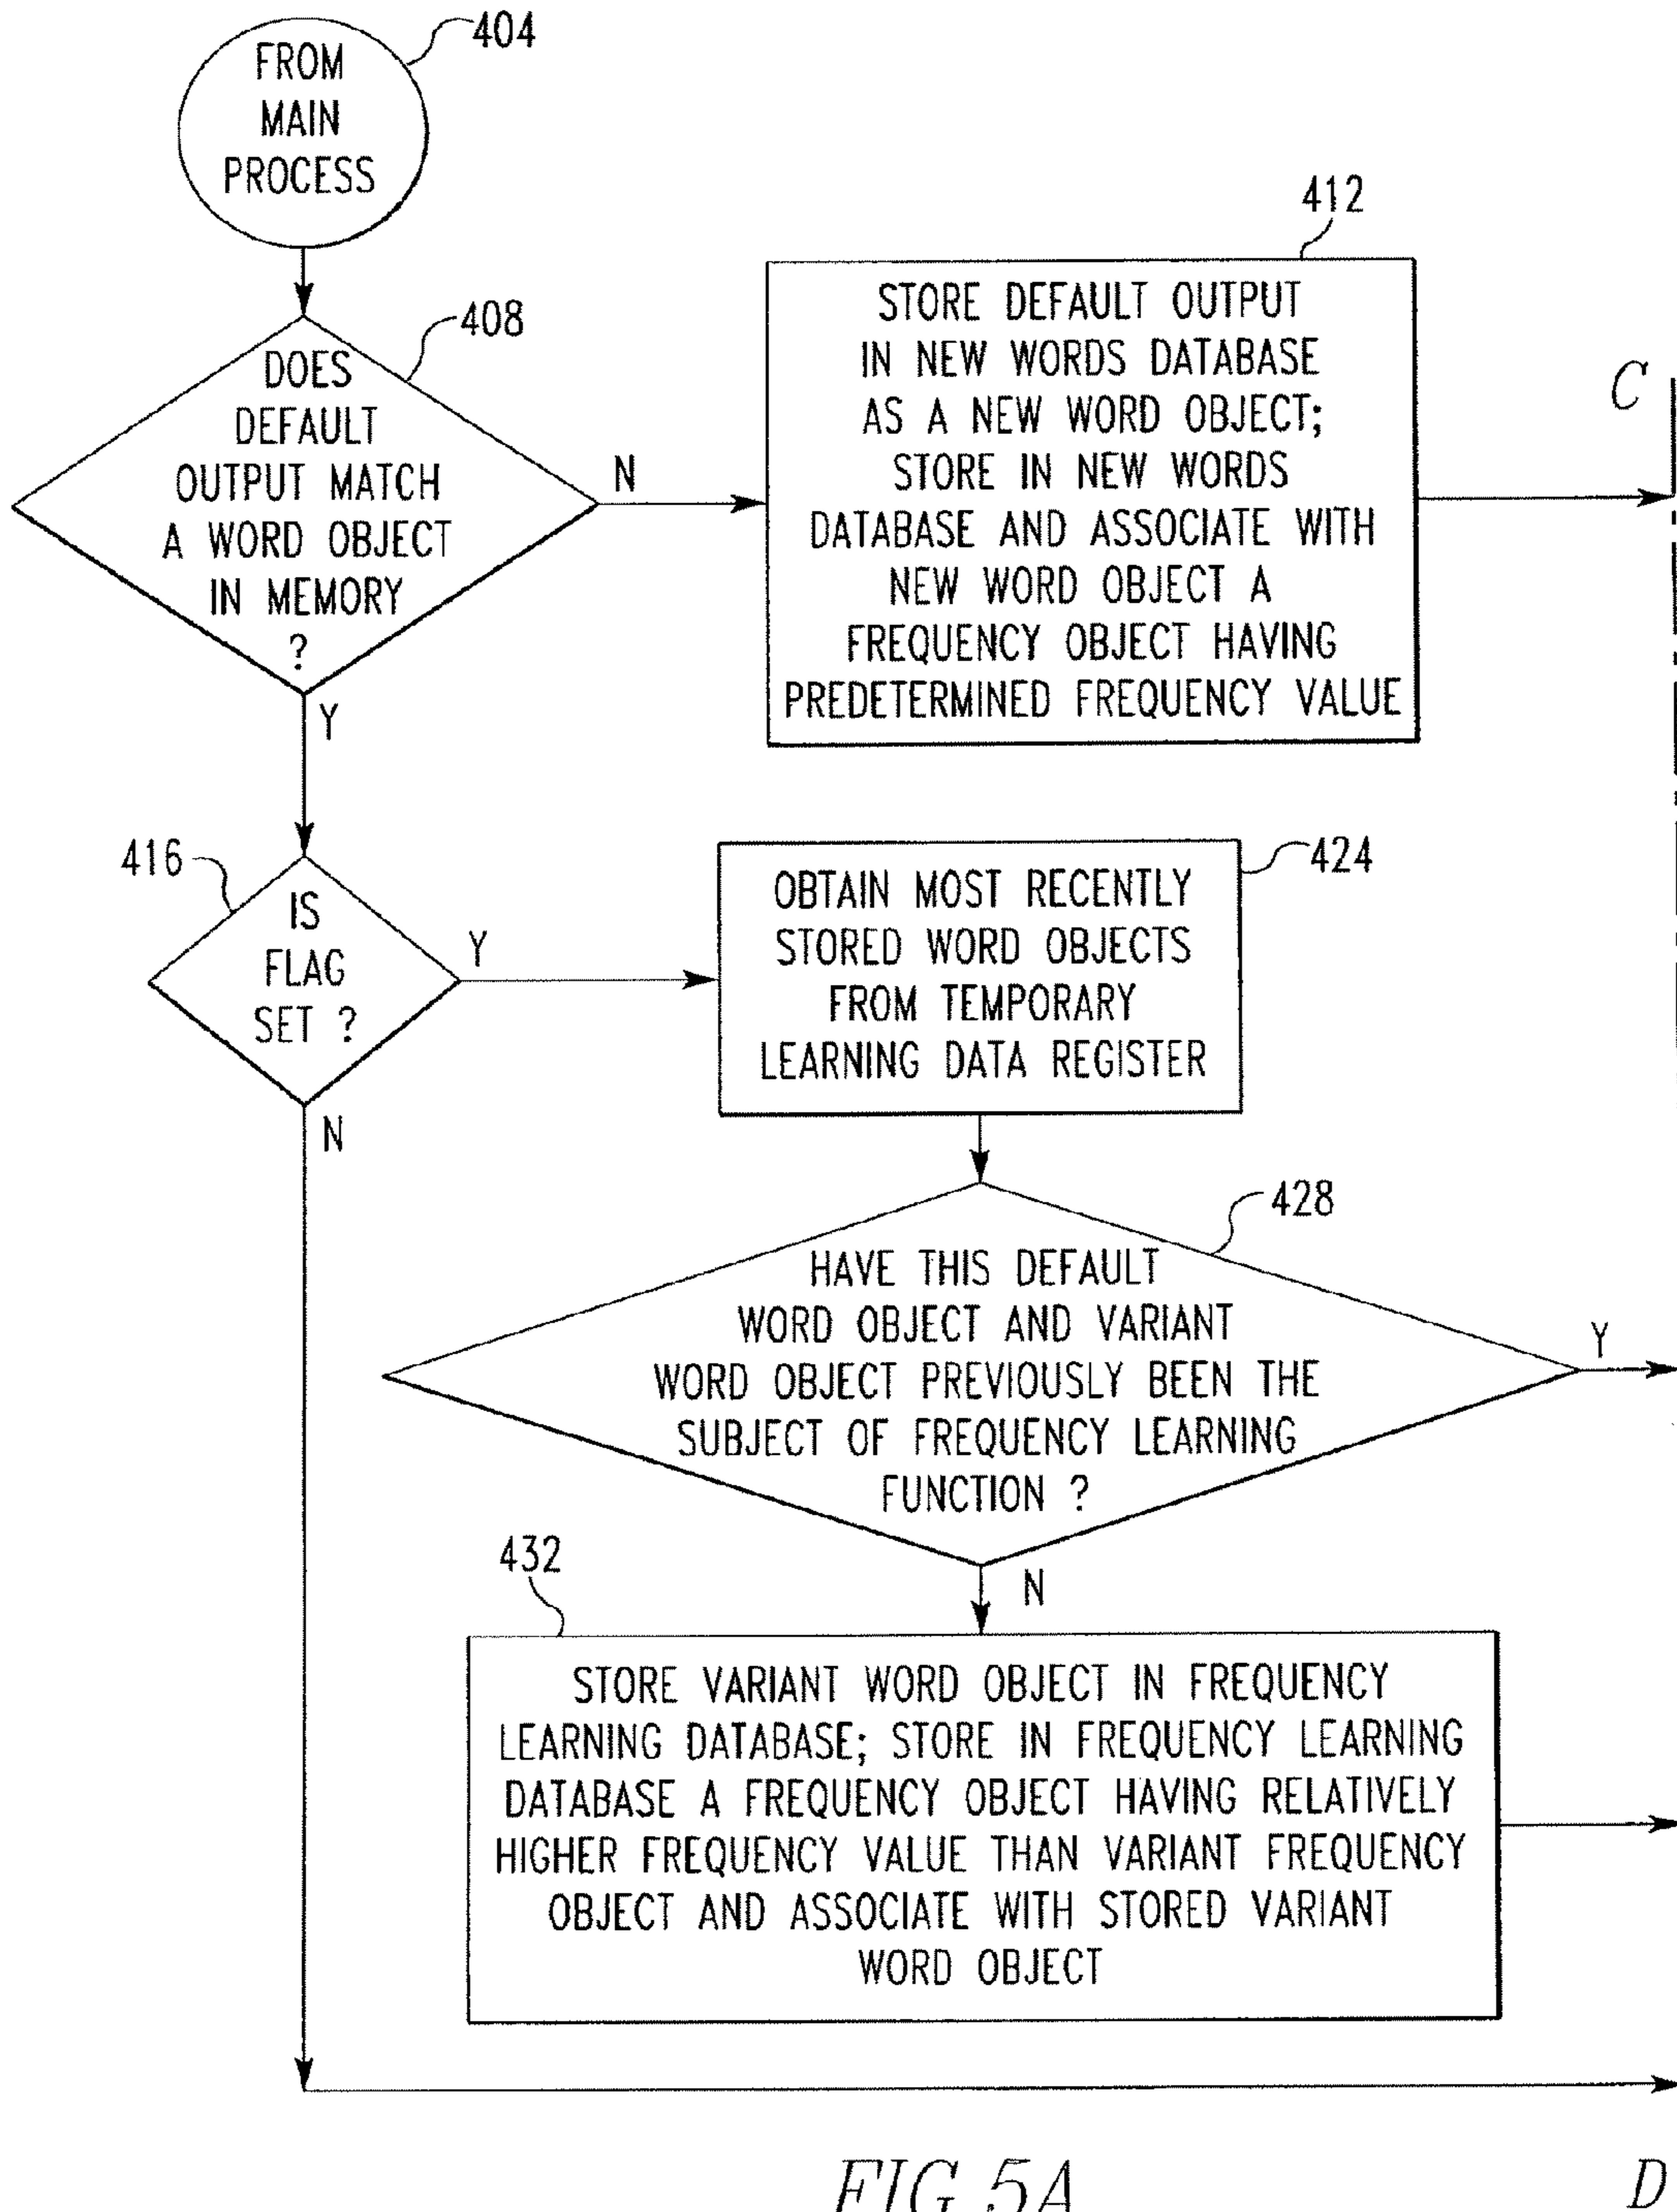 404
FROM
MAIN
PROCESS
408
DOES
DEFAULT
OUTPUT MATCH
A WORD OBJECT
IN MEMORY
?
N
Y
412
STORE DEFAULT OUTPUT
IN NEW WORDS DATABASE
AS A NEW WORD OBJECT;
STORE IN NEW WORDS
DATABASE AND ASSOCIATE WITH
NEW WORD OBJECT A
FREQUENCY OBJECT HAVING
PREDETERMINED FREQUENCY VALUE
C
416
IS
FLAG
SET ?
Y
N
424
OBTAIN MOST RECENTLY
STORED WORD OBJECTS
FROM TEMPORARY
LEARNING DATA REGISTER
428
HAVE THIS DEFAULT
WORD OBJECT AND VARIANT
WORD OBJECT PREVIOUSLY BEEN THE
SUBJECT OF FREQUENCY LEARNING
FUNCTION ?
Y
N
432
STORE VARIANT WORD OBJECT IN FREQUENCY
LEARNING DATABASE; STORE IN FREQUENCY LEARNING
DATABASE A FREQUENCY OBJECT HAVING RELATIVELY
HIGHER FREQUENCY VALUE THAN VARIANT FREQUENCY
OBJECT AND ASSOCIATE WITH STORED VARIANT
WORD OBJECT
FIG. 5A
D